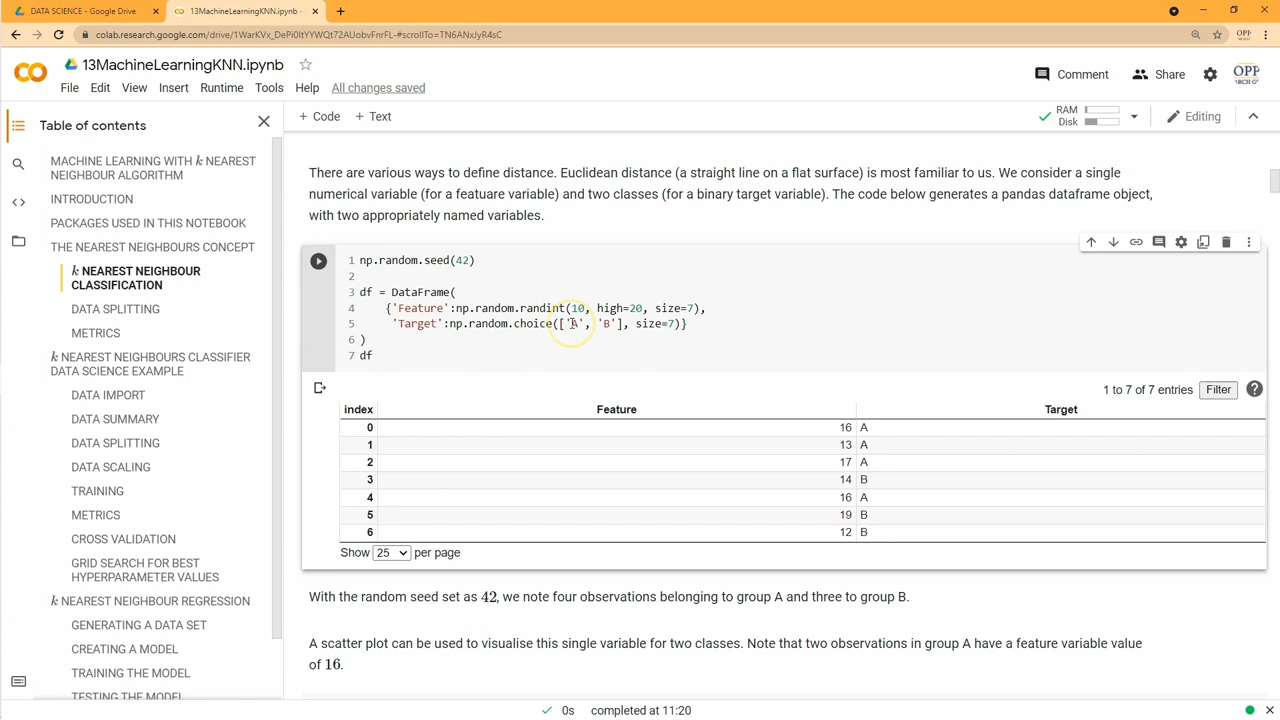 DATA SCIENCE - Google Drive
13MachineLearningKNN.ipynb -
colab.research.google.com/drive/1WarKVx_DePi0ltYYWQt72AUobvFnrFL-#scrollTo=TN6ANxJyR4sC
13MachineLearningKNN.ipynb
Comment
Share
OPP
File Edit View Insert Runtime Tools Help All changes saved
Table of contents
+ Code + Text
RAM
Disk
Editing
MACHINE LEARNING WITH k NEAREST
NEIGHBOUR ALGORITHM
INTRODUCTION
PACKAGES USED IN THIS NOTEBOOK
THE NEAREST NEIGHBOURS CONCEPT
k NEAREST NEIGHBOUR
CLASSIFICATION
DATA SPLITTING
METRICS
k NEAREST NEIGHBOURS CLASSIFIER
DATA SCIENCE EXAMPLE
DATA IMPORT
DATA SUMMARY
DATA SPLITTING
DATA SCALING
TRAINING
METRICS
CROSS VALIDATION
GRID SEARCH FOR BEST
HYPERPARAMETER VALUES
k NEAREST NEIGHBOUR REGRESSION
GENERATING A DATA SET
CREATING A MODEL
TRAINING THE MODEL
TESTING THE MODEL
There are various ways to define distance. Euclidean distance (a straight line on a flat surface) is most familiar to us. We consider a single
numerical variable (for a featuare variable) and two classes (for a binary target variable). The code below generates a pandas dataframe object,
with two appropriately named variables.
1 np.random.seed(42)
2
3 df = DataFrame(
4 {'Feature':np.random.randint(10, high=20, size=7),
5 'Target':np.random.choice(['A', 'B'], size=7)}
6 )
7 df
1 to 7 of 7 entries Filter
index Feature Target
0 16 A
1 13 A
2 17 A
3 14 B
4 16 A
5 19 B
6 12 B
Show 25 per page
With the random seed set as 42, we note four observations belonging to group A and three to group B.
A scatter plot can be used to visualise this single variable for two classes. Note that two observations in group A have a feature variable value
of 16.
0s completed at 11:20